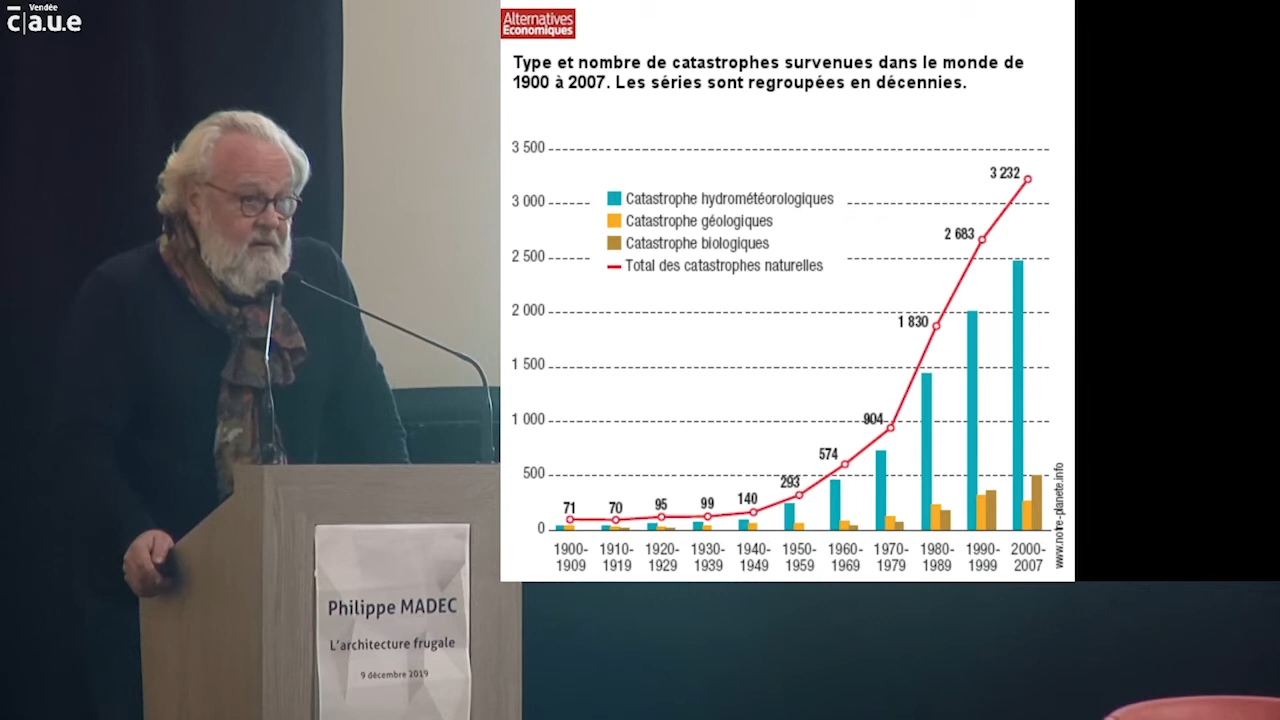 Vendée
c|a.u.e
Alternatives
Economiques
Type et nombre de catastrophes survenues dans le monde de
1900 à 2007. Les séries sont regroupées en décennies.
3 500
3 000
2 500
2 000
1 500
1 000
500
0
Catastrophe hydrométéorologiques
Catastrophe géologiques
Catastrophe biologiques
Total des catastrophes naturelles
71
70
95
99
140
293
574
904
1 830
2 683
3 232
1900-
1909
1910-
1919
1920-
1929
1930-
1939
1940-
1949
1950-
1959
1960-
1969
1970-
1979
1980-
1989
1990-
1999
2000-
2007
www.notre-planete.info
Philippe MADEC
L'architecture frugale
9 décembre 2019